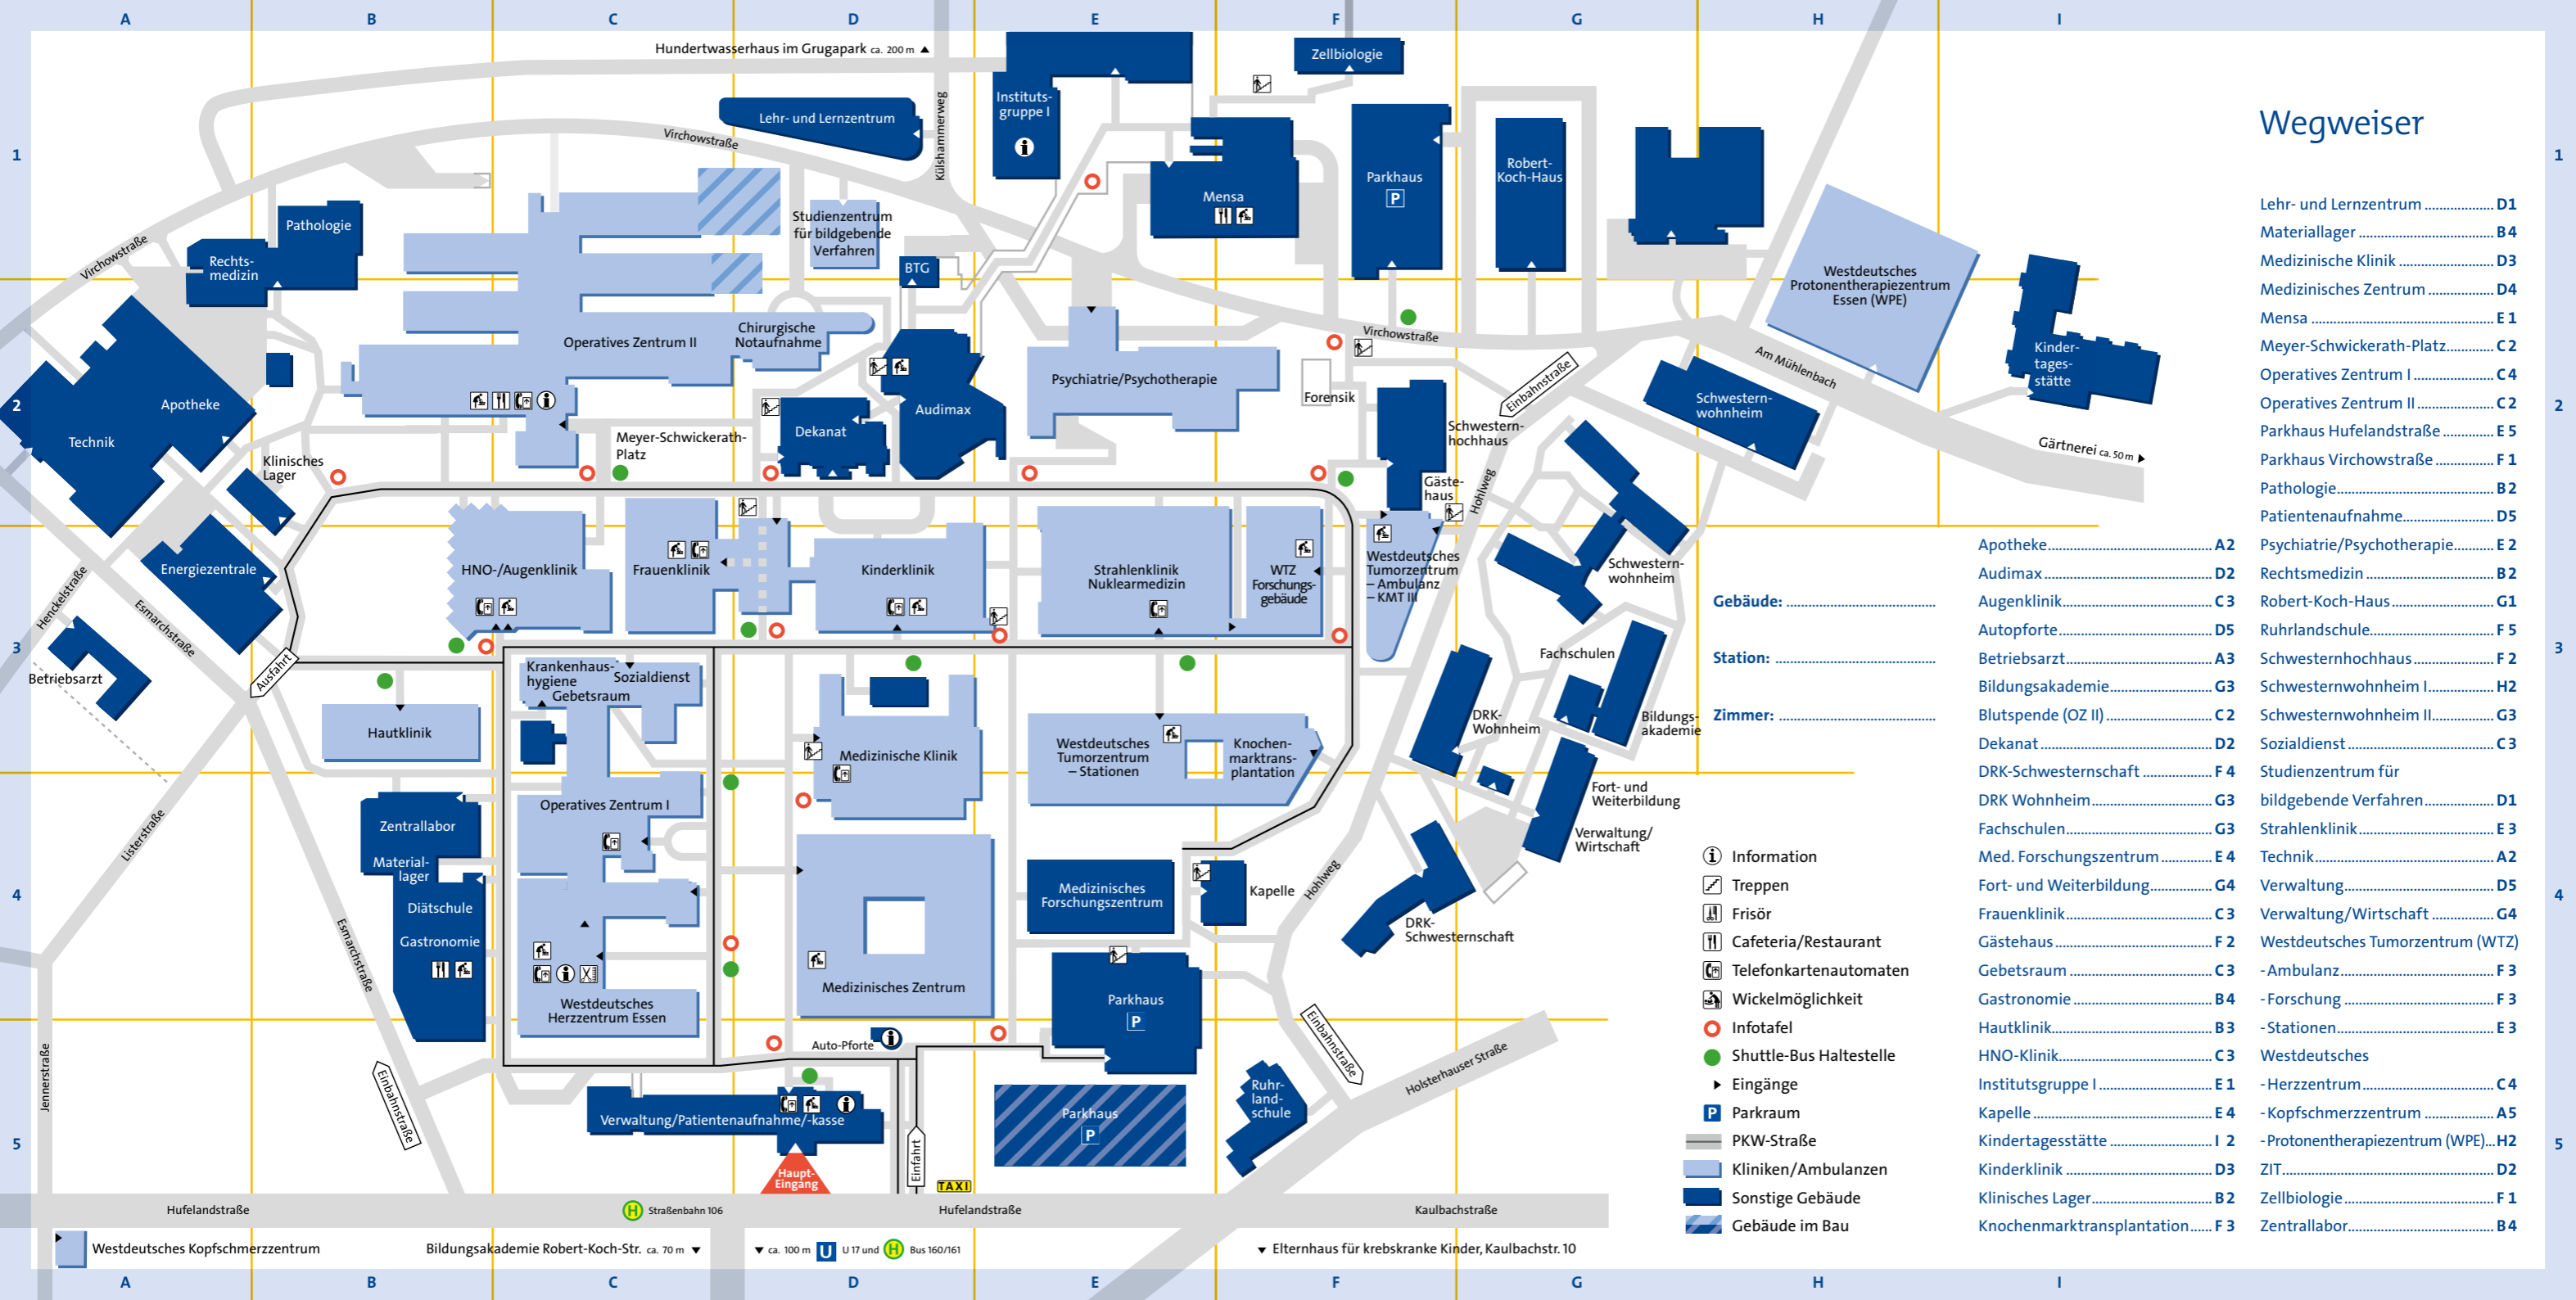 A B C D E F G H I
Hundertwasserhaus im Grugapark ca. 200 m
Zellbiologie
Instituts-
gruppe I
Lehr- und Lernzentrum
Virchowstraße
Külshammerweg
1
Mensa
Parkhaus
P
Robert-
Koch-Haus
Pathologie
Rechts-
medizin
Virchowstraße
Studienzentrum
für bildgebende
Verfahren
BTG
Westdeutsches
Protonentherapiezentrum
Essen (WPE)
Operatives Zentrum II
Chirurgische
Notaufnahme
Virchowstraße
Am Mühlenbach
Kinder-
tages-
stätte
Psychiatrie/Psychotherapie
Forensik
Einbahnstraße
2
Apotheke
Technik
Audimax
Dekanat
Meyer-Schwickerath-
Platz
Schwestern-
hochhaus
Schwestern-
wohnheim
Gärtnerei ca. 50 m
Klinisches
Lager
Gäste-
haus
Hohlweg
Energiezentrale
HNO-/Augenklinik
Frauenklinik
Kinderklinik
Strahlenklinik
Nuklearmedizin
WTZ
Forschungs-
gebäude
Westdeutsches
Tumorzentrum
– Ambulanz
– KMT III
Schwestern-
wohnheim
Henckelstraße
Esmarchstraße
3
Betriebsarzt
Ausfahrt
Krankenhaus-
hygiene
Sozialdienst
Gebetsraum
Fachschulen
Hautklinik
Medizinische Klinik
Westdeutsches
Tumorzentrum
– Stationen
Knochen-
marktrans-
plantation
DRK-
Wohnheim
Bildungs-
akademie
Operatives Zentrum I
Fort- und
Weiterbildung
Verwaltung/
Wirtschaft
Listerstraße
Zentrallabor
Material-
lager
Diätschule
Gastronomie
4
Medizinisches
Forschungszentrum
Kapelle
Hohlweg
DRK-
Schwesternschaft
Esmarchstraße
Westdeutsches
Herzzentrum Essen
Medizinisches Zentrum
Parkhaus
P
Einbahnstraße
Auto-Pforte
Holsterhauser Straße
Jennerstraße
Einbahnstraße
Verwaltung/Patientenaufnahme/-kasse
Parkhaus
P
Ruhr-
land-
schule
5
Haupt-
Eingang
Einfahrt
TAXI
Hufelandstraße
H Straßenbahn 106
Hufelandstraße
Kaulbachstraße
Westdeutsches Kopfschmerzzentrum
Bildungsakademie Robert-Koch-Str. ca. 70 m
ca. 100 m U U 17 und H Bus 160/161
Elternhaus für krebskranke Kinder, Kaulbachstr. 10
A B C D E F G H I
Gebäude: ........................................
Station: ........................................
Zimmer: ........................................
Information
Treppen
Frisör
Cafeteria/Restaurant
Telefonkartenautomaten
Wickelmöglichkeit
Infotafel
Shuttle-Bus Haltestelle
Eingänge
P Parkraum
PKW-Straße
Kliniken/Ambulanzen
Sonstige Gebäude
Gebäude im Bau
Wegweiser
Apotheke A2
Audimax D2
Augenklinik C3
Autopforte D5
Betriebsarzt A3
Bildungsakademie G3
Blutspende (OZ II) C2
Dekanat D2
DRK-Schwesternschaft F4
DRK Wohnheim G3
Fachschulen G3
Med. Forschungszentrum E4
Fort- und Weiterbildung G4
Frauenklinik C3
Gästehaus F2
Gebetsraum C3
Gastronomie B4
Hautklinik B3
HNO-Klinik C3
Institutsgruppe I E1
Kapelle E4
Kindertagesstätte I 2
Kinderklinik D3
Klinisches Lager B2
Knochenmarktransplantation F3
Lehr- und Lernzentrum D1
Materiallager B4
Medizinische Klinik D3
Medizinisches Zentrum D4
Mensa E1
Meyer-Schwickerath-Platz C2
Operatives Zentrum I C4
Operatives Zentrum II C2
Parkhaus Hufelandstraße E5
Parkhaus Virchowstraße F1
Pathologie B2
Patientenaufnahme D5
Psychiatrie/Psychotherapie E2
Rechtsmedizin B2
Robert-Koch-Haus G1
Ruhrlandschule F5
Schwesternhochhaus F2
Schwesternwohnheim I H2
Schwesternwohnheim II G3
Sozialdienst C3
Studienzentrum für
bildgebende Verfahren D1
Strahlenklinik E3
Technik A2
Verwaltung D5
Verwaltung/Wirtschaft G4
Westdeutsches Tumorzentrum (WTZ)
-Ambulanz F3
-Forschung F3
-Stationen E3
Westdeutsches
-Herzzentrum C4
-Kopfschmerzzentrum A5
-Protonentherapiezentrum (WPE) H2
ZIT D2
Zellbiologie F1
Zentrallabor B4
1
2
3
4
5